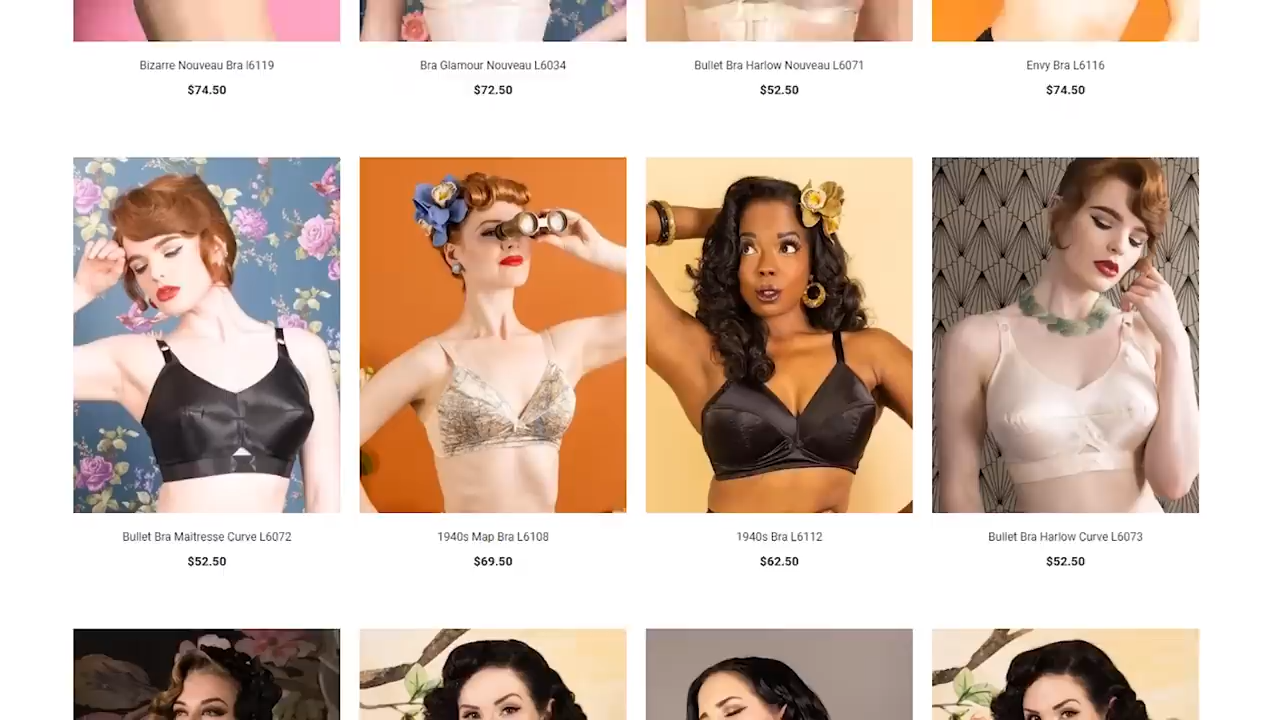 Bizarre Nouveau Bra l6119
Bra Glamour Nouveau L6034
Bullet Bra Harlow Nouveau L6071
Envy Bra L6116
$74.50
$72.50
$52.50
$74.50
Bullet Bra Maitresse Curve L6072
1940s Map Bra L6108
1940s Bra L6112
Bullet Bra Harlow Curve L6073
$52.50
$69.50
$62.50
$52.50